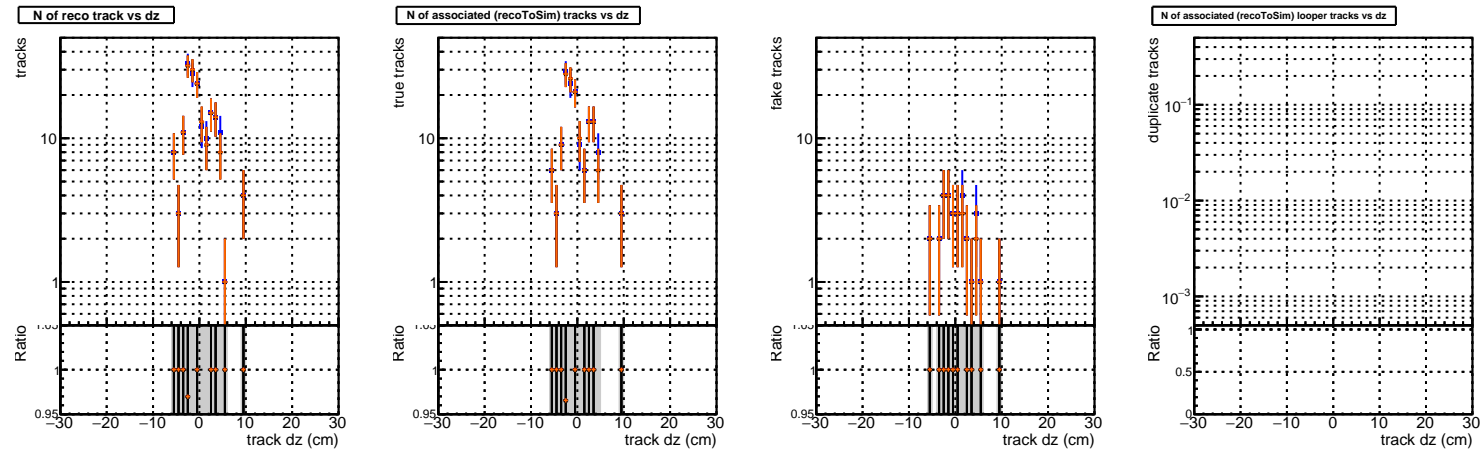 N of reco track vs dz
tracks
10
1
Ratio
1.05
1
0.95
−30 −20 −10 0 10 20 30
track dz (cm)
N of associated (recoToSim) tracks vs dz
true tracks
10
1
Ratio
1.05
1
0.95
−30 −20 −10 0 10 20 30
track dz (cm)
fake tracks
10
1
Ratio
1.05
1
0.95
−30 −20 −10 0 10 20 30
track dz (cm)
N of associated (recoToSim) looper tracks vs dz
duplicate tracks
10−1
10−2
10−3
Ratio
1
0.5
0
−30 −20 −10 0 10 20 30
track dz (cm)